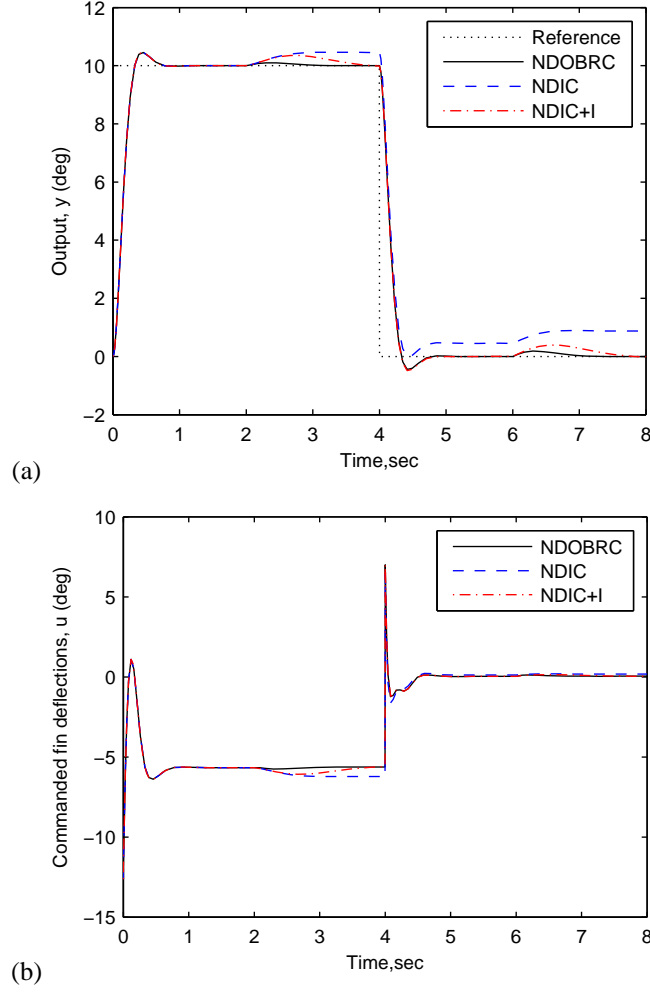 12
10
8
6
4
2
0
−2
Output, y (deg)
Reference
NDOBRC
NDIC
NDIC+I
0 1 2 3 4 5 6 7 8
Time,sec
(a)
10
5
0
−5
−10
−15
Commanded fin deflections, u (deg)
NDOBRC
NDIC
NDIC+I
0 1 2 3 4 5 6 7 8
Time,sec
(b)